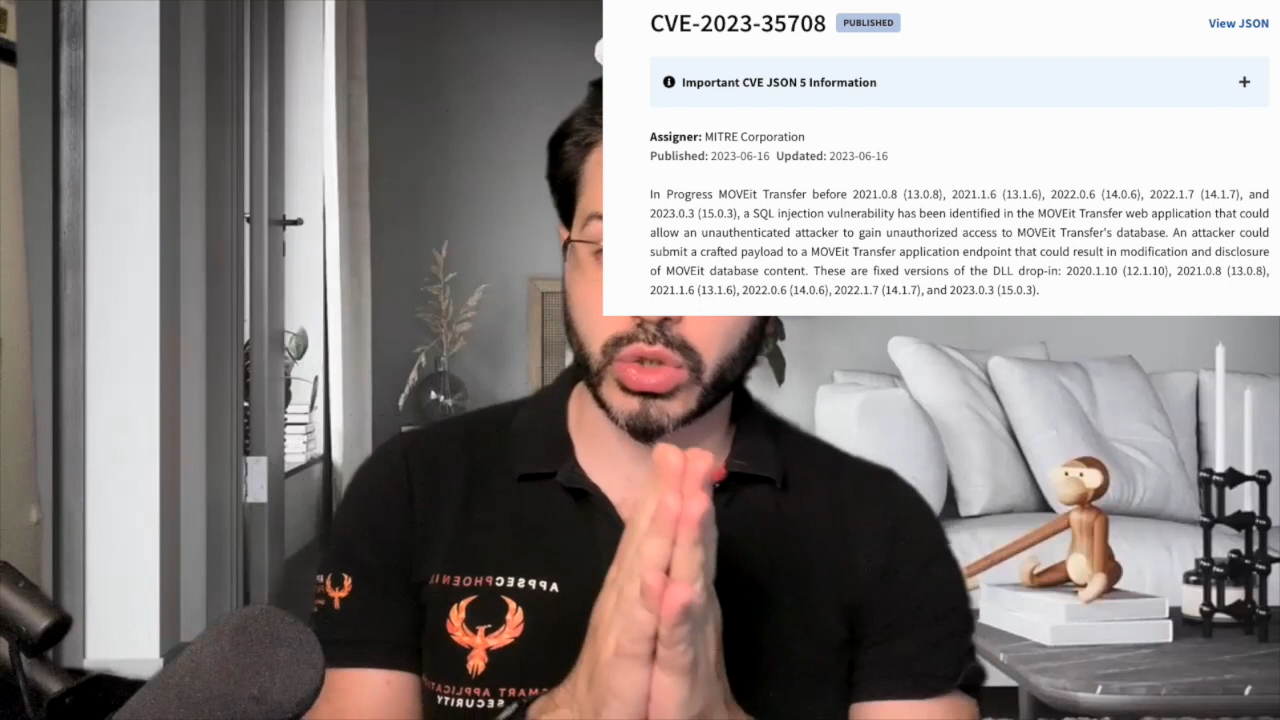 CVE-2023-35708 PUBLISHED View JSON
Important CVE JSON 5 Information
Assigner: MITRE Corporation
Published: 2023-06-16 Updated: 2023-06-16
In Progress MOVEit Transfer before 2021.0.8 (13.0.8), 2021.1.6 (13.1.6), 2022.0.6 (14.0.6), 2022.1.7 (14.1.7), and
2023.0.3 (15.0.3), a SQL injection vulnerability has been identified in the MOVEit Transfer web application that could
allow an unauthenticated attacker to gain unauthorized access to MOVEit Transfer's database. An attacker could
submit a crafted payload to a MOVEit Transfer application endpoint that could result in modification and disclosure
of MOVEit database content. These are fixed versions of the DLL drop-in: 2020.1.10 (12.1.10), 2021.0.8 (13.0.8),
2021.1.6 (13.1.6), 2022.0.6 (14.0.6), 2022.1.7 (14.1.7), and 2023.0.3 (15.0.3).
APPSECPHOENI
SMART APPLICATI
SECURITY